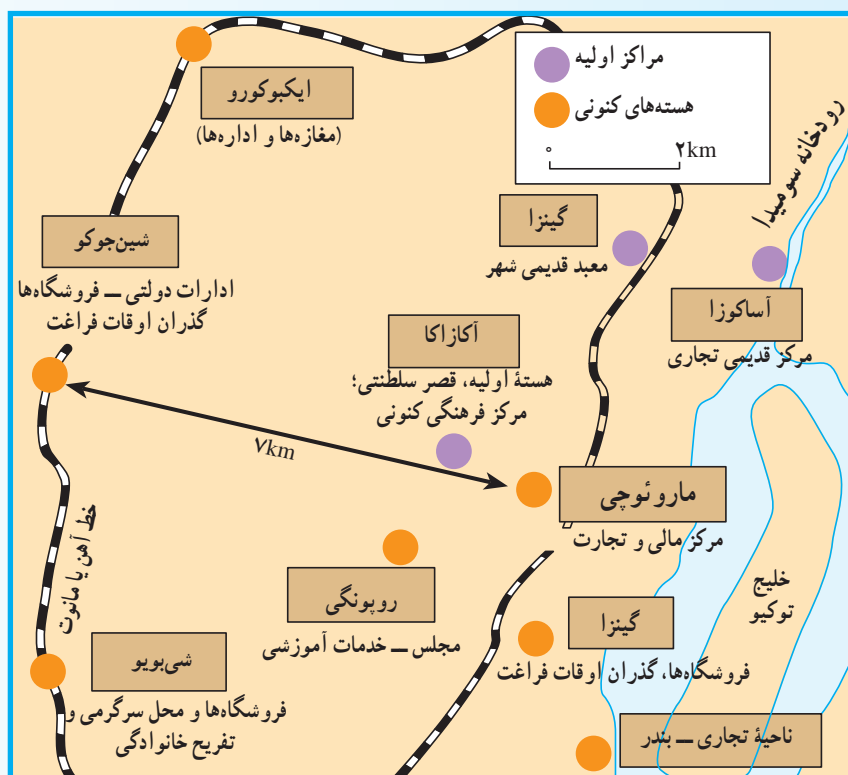 مراکز اولیه
هسته‌های کنونی
۰ ۲km
ایکبوکورو
(مغازه‌ها و اداره‌ها)
رودخانه سومیدا
گینزا
معبد قدیمی شهر
شین‌جوکو
ادارات دولتی ــ فروشگاه‌ها
گذران اوقات فراغت
آساکوزا
مرکز قدیمی تجاری
آکازاکا
هستهٔ اولیه، قصر سلطنتی؛
مرکز فرهنگی کنونی
۷km
ماروئوچی
مرکز مالی و تجارت
خط آهن یامانوت
روپونگی
مجلس ــ خدمات آموزشی
خلیج
توکیو
گینزا
فروشگاه‌ها، گذران اوقات فراغت
شی‌بویو
فروشگاه‌ها و محل سرگرمی و
تفریح خانوادگی
ناحیهٔ تجاری ــ بندر